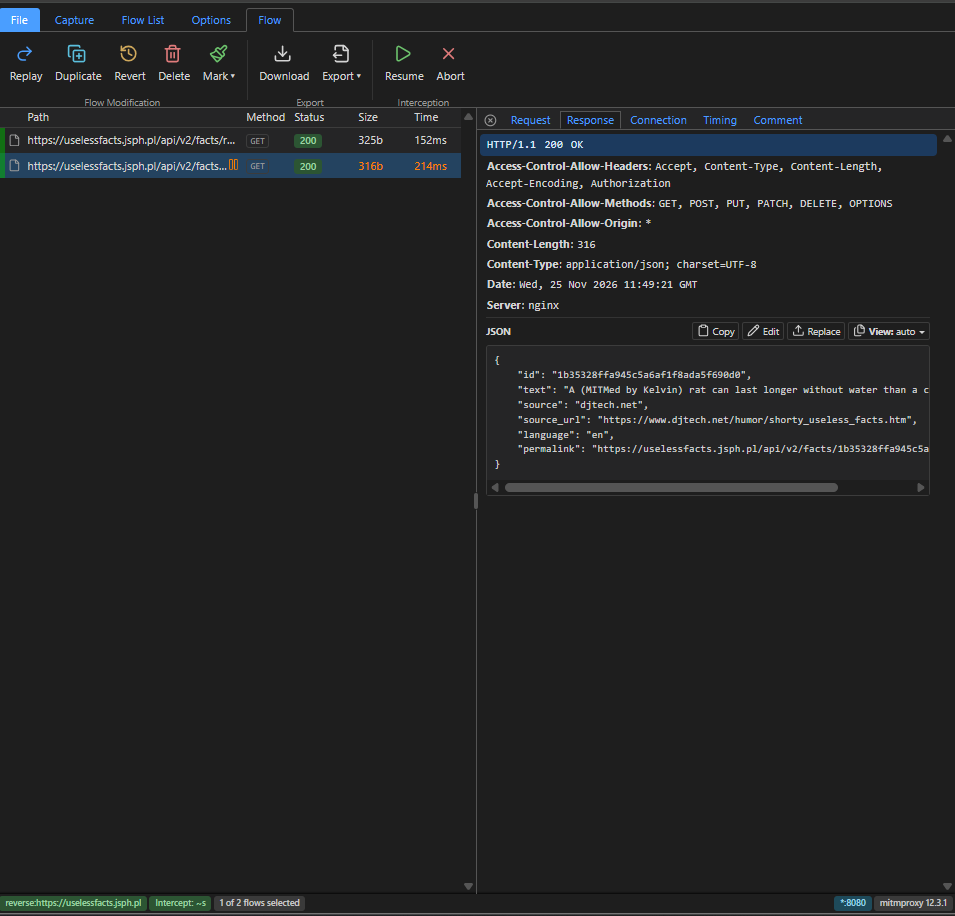 File Capture Flow List Options Flow
Replay Duplicate Revert Delete Mark▾ Download Export▾ Resume Abort
Flow Modification Export Interception
Path Method Status Size Time
https://uselessfacts.jsph.pl/api/v2/facts/r... GET 200 325b 152ms
https://uselessfacts.jsph.pl/api/v2/facts... GET 200 316b 214ms
Request Response Connection Timing Comment
HTTP/1.1 200 OK
Access-Control-Allow-Headers: Accept, Content-Type, Content-Length,
Accept-Encoding, Authorization
Access-Control-Allow-Methods: GET, POST, PUT, PATCH, DELETE, OPTIONS
Access-Control-Allow-Origin: *
Content-Length: 316
Content-Type: application/json; charset=UTF-8
Date: Wed, 25 Nov 2026 11:49:21 GMT
Server: nginx
JSON Copy Edit Replace View: auto
{
"id": "1b35328ffa945c5a6af1f8ada5f690d0",
"text": "A (MITMed by Kelvin) rat can last longer without water than a c
"source": "djtech.net",
"source_url": "https://www.djtech.net/humor/shorty_useless_facts.htm",
"language": "en",
"permalink": "https://uselessfacts.jsph.pl/api/v2/facts/1b35328ffa945c5a
}
reverse:https://uselessfacts.jsph.pl Intercept: ~s 1 of 2 flows selected *:8080 mitmproxy 12.3.1